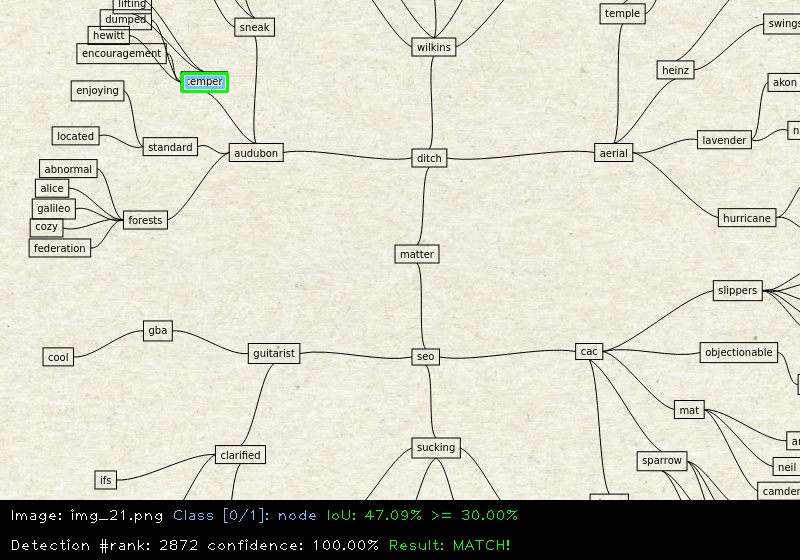 lifting
dumped
hewitt
encouragement
sneak
temple
wilkins
swings
heinz
temper
akon
enjoying
located
standard
audubon
ditch
aerial
lavender
abnormal
alice
galileo
cozy
federation
forests
hurricane
matter
slippers
gba
cool
guitarist
seo
cac
objectionable
mat
clarified
sucking
sparrow
neil
ifs
camden
Image: img_21.png Class [0/1]: node IoU: 47.09% >= 30.00%
Detection #rank: 2872 confidence: 100.00% Result: MATCH!